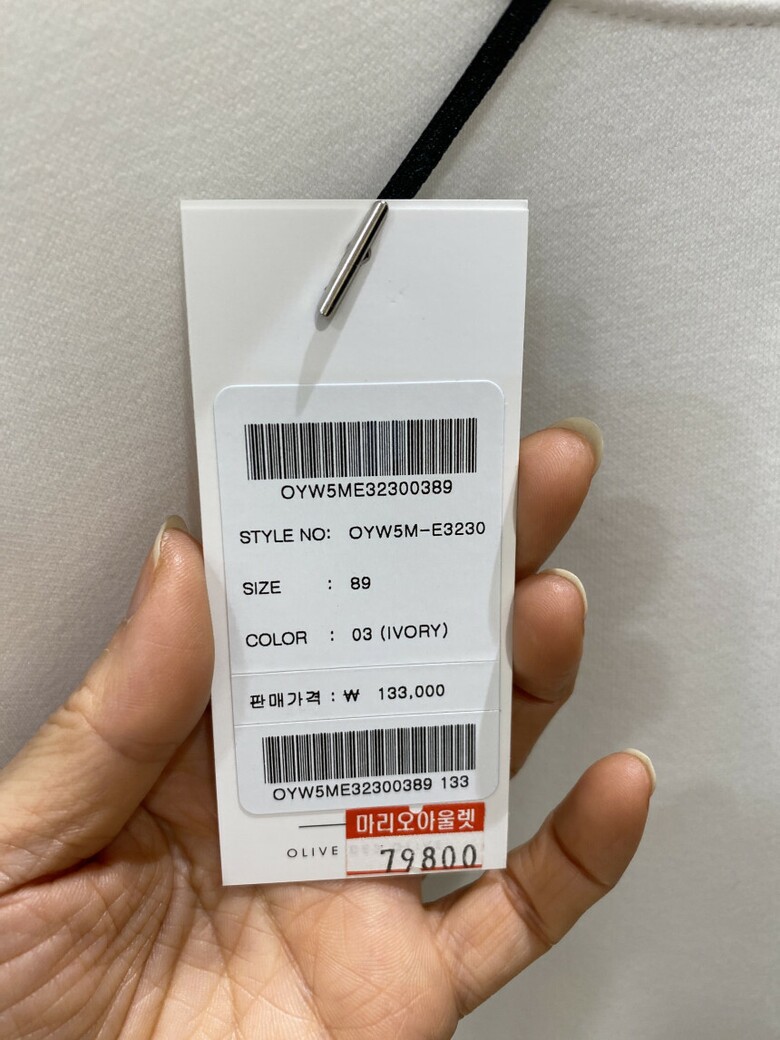 OYW5ME32300389
STYLE NO: OYW5M-E3230
SIZE : 89
COLOR : 03 (IVORY)
판매가격 : ₩ 133,000
OYW5ME32300389 133
마리오아울렛
OLIVE
79800